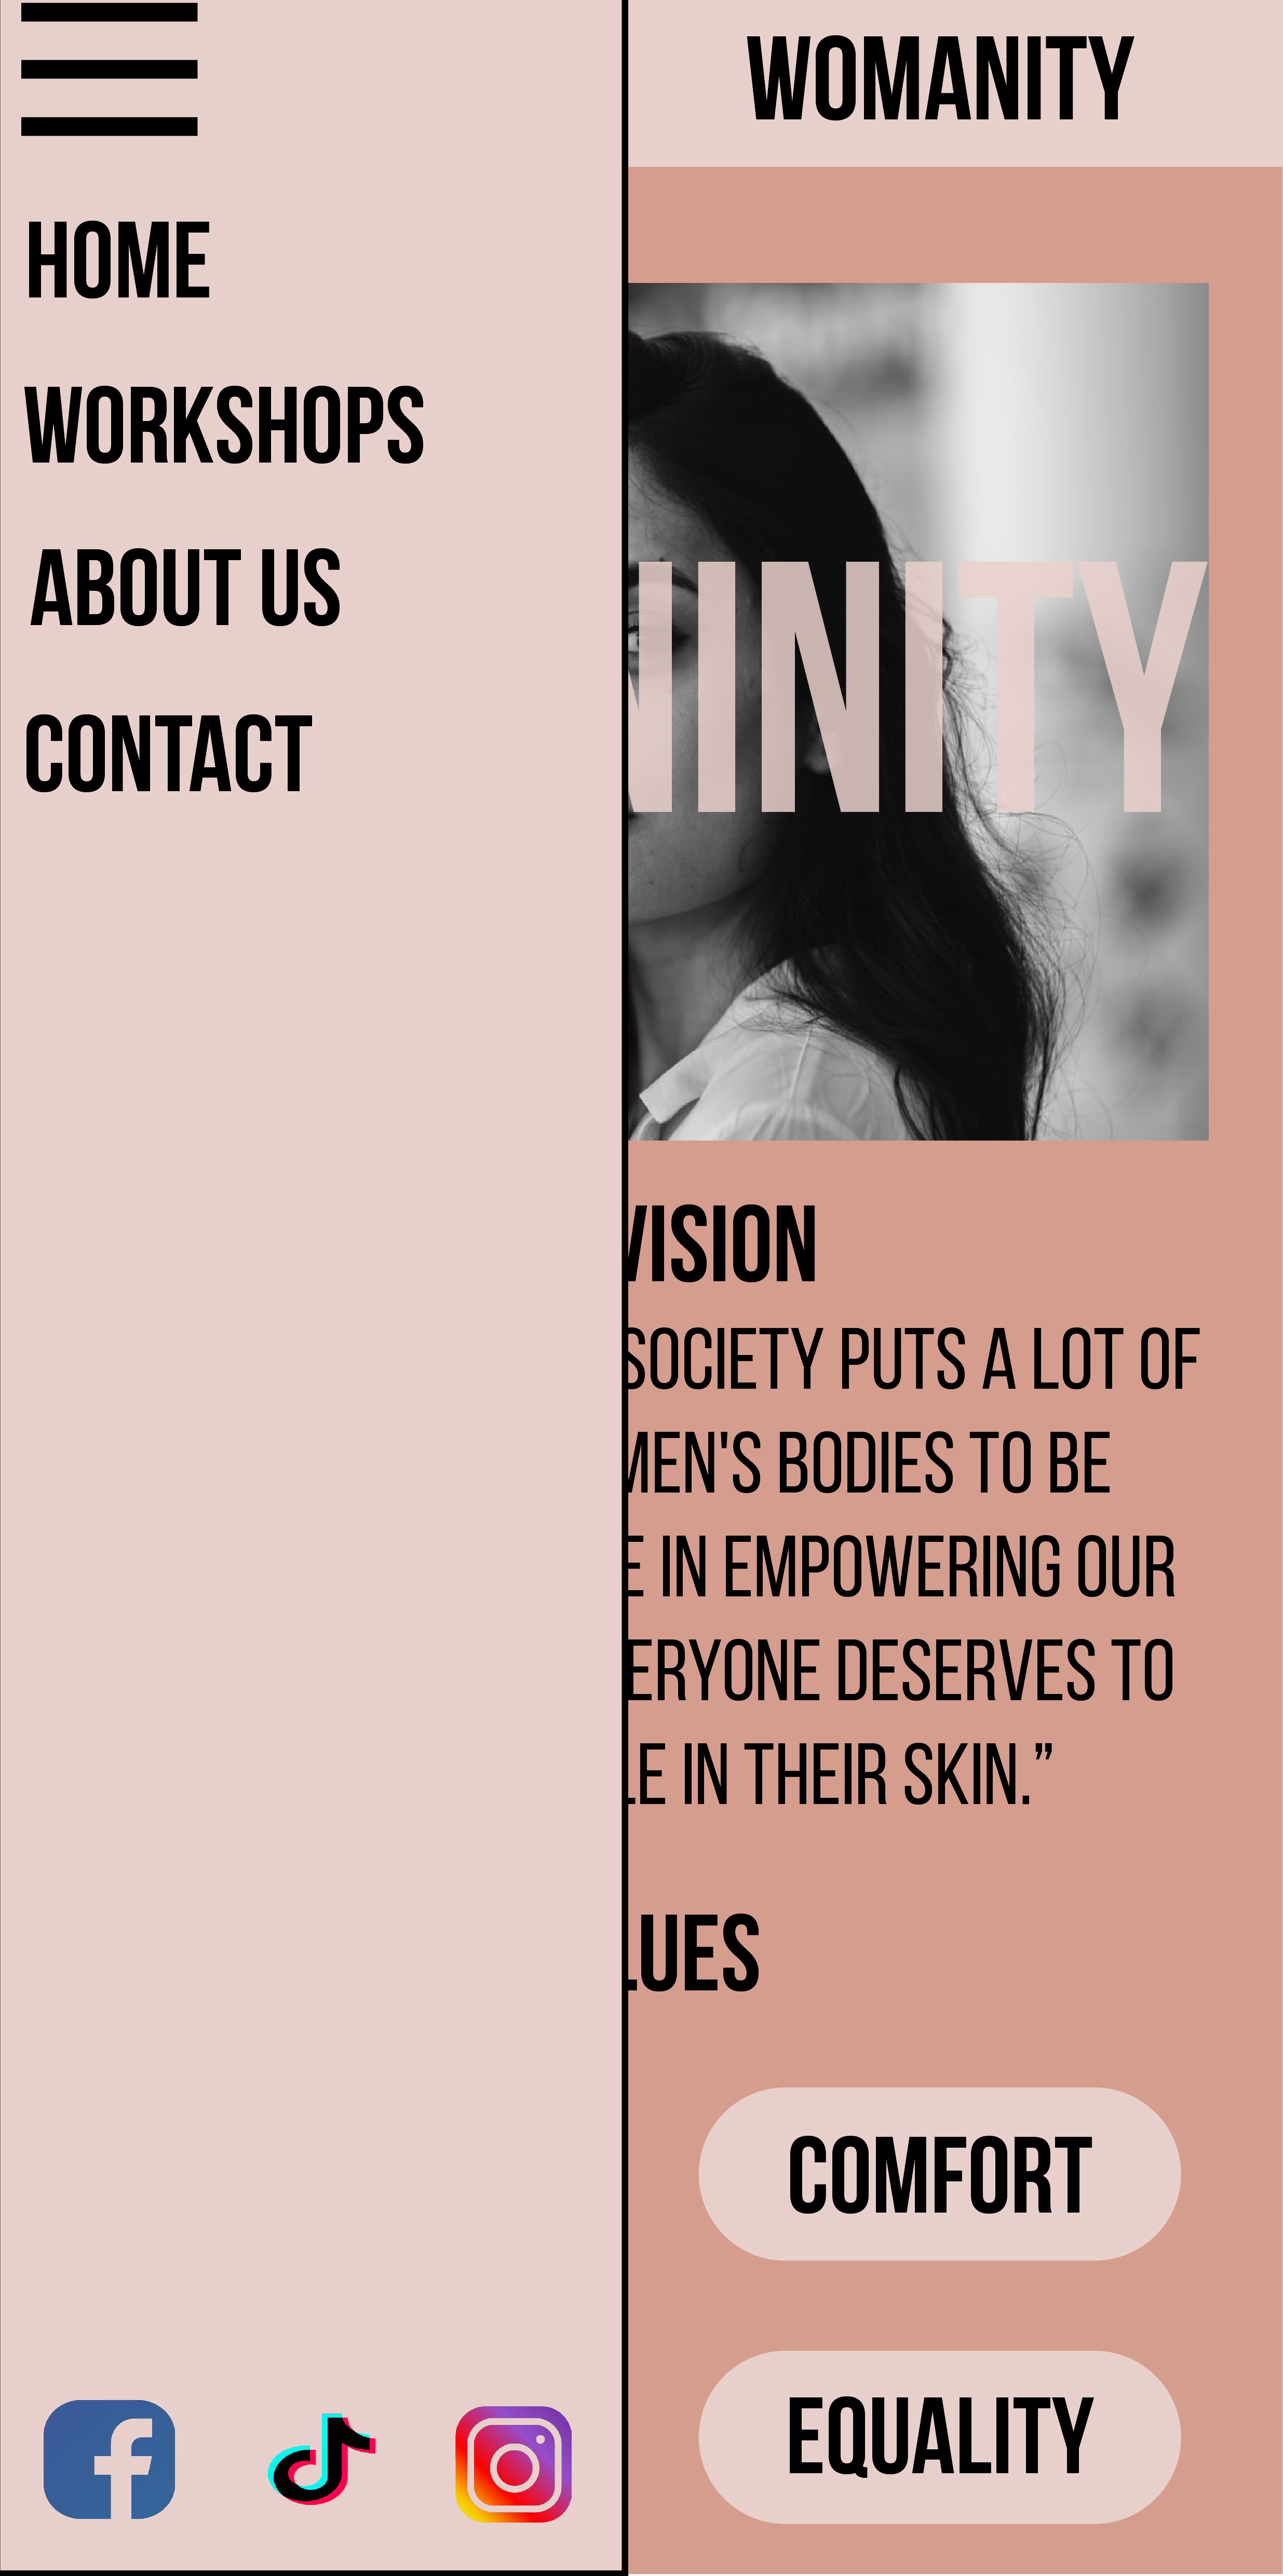 WOMANITY
HOME
WORKSHOPS
ABOUT US
CONTACT
INITY
VISION
SOCIETY PUTS A LOT OF
MEN'S BODIES TO BE
E IN EMPOWERING OUR
ERYONE DESERVES TO
LE IN THEIR SKIN.”
LUES
COMFORT
EQUALITY